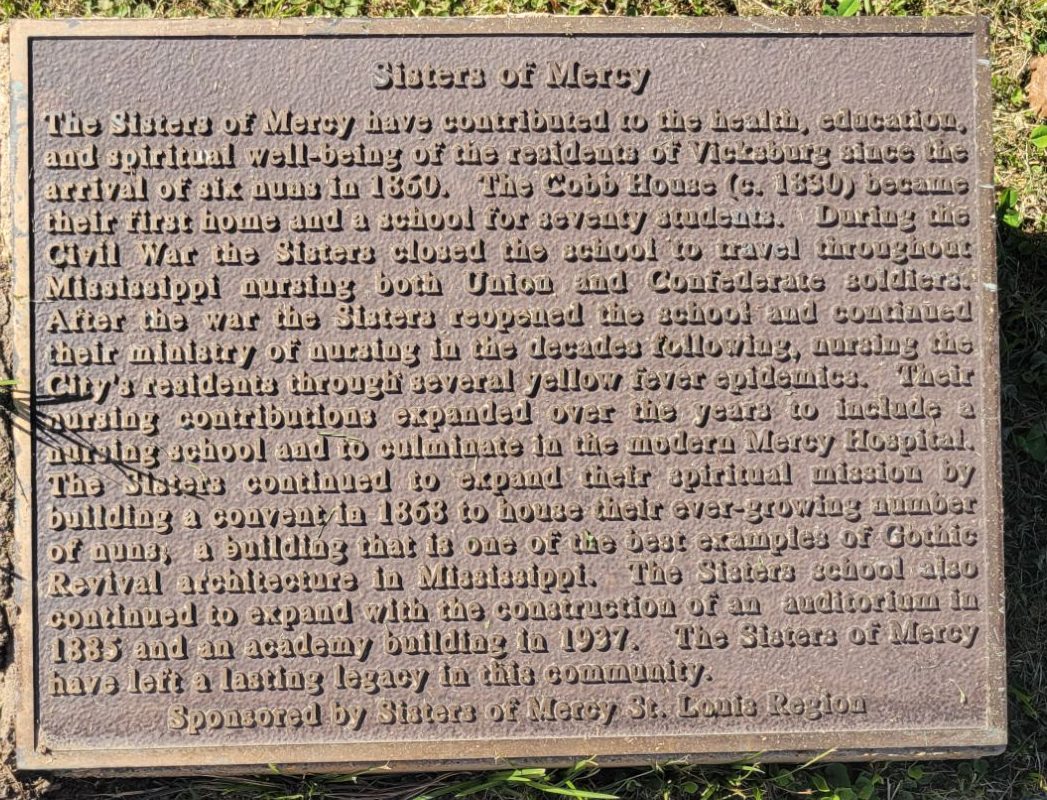 Sisters of Mercy
The Sisters of Mercy have contributed to the health, education,
and spiritual well-being of the residents of Vicksburg since the
arrival of six nuns in 1860. The Cobb House (c. 1830) became
their first home and a school for seventy students. During the
Civil War the Sisters closed the school to travel throughout
Mississippi nursing both Union and Confederate soldiers.
After the war the Sisters reopened the school and continued
their ministry of nursing in the decades following, nursing the
City's residents through several yellow fever epidemics. Their
nursing contributions expanded over the years to include a
nursing school and to culminate in the modern Mercy Hospital.
The Sisters continued to expand their spiritual mission by
building a convent in 1868 to house their ever-growing number
of nuns; a building that is one of the best examples of Gothic
Revival architecture in Mississippi. The Sisters school also
continued to expand with the construction of an auditorium in
1885 and an academy building in 1937. The Sisters of Mercy
have left a lasting legacy in this community.
Sponsored by Sisters of Mercy St. Louis Region